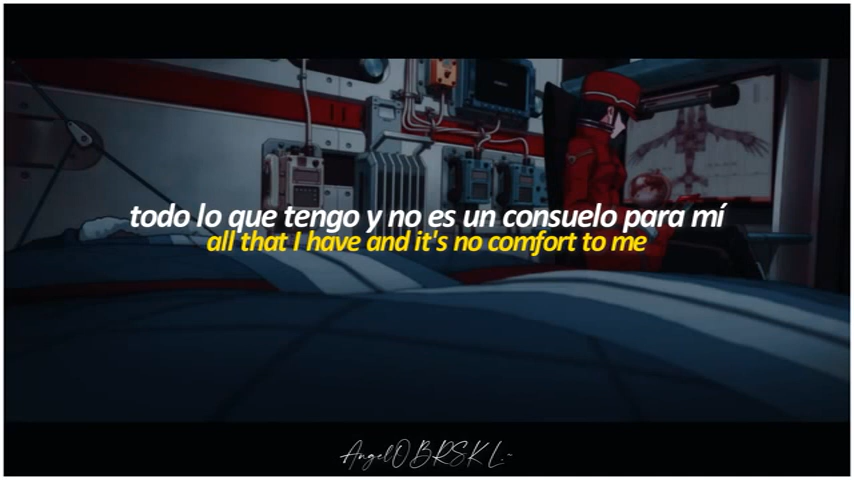 todo lo que tengo y no es un consuelo para mí
all that I have and it's no comfort to me
AngelOBRSKL.-